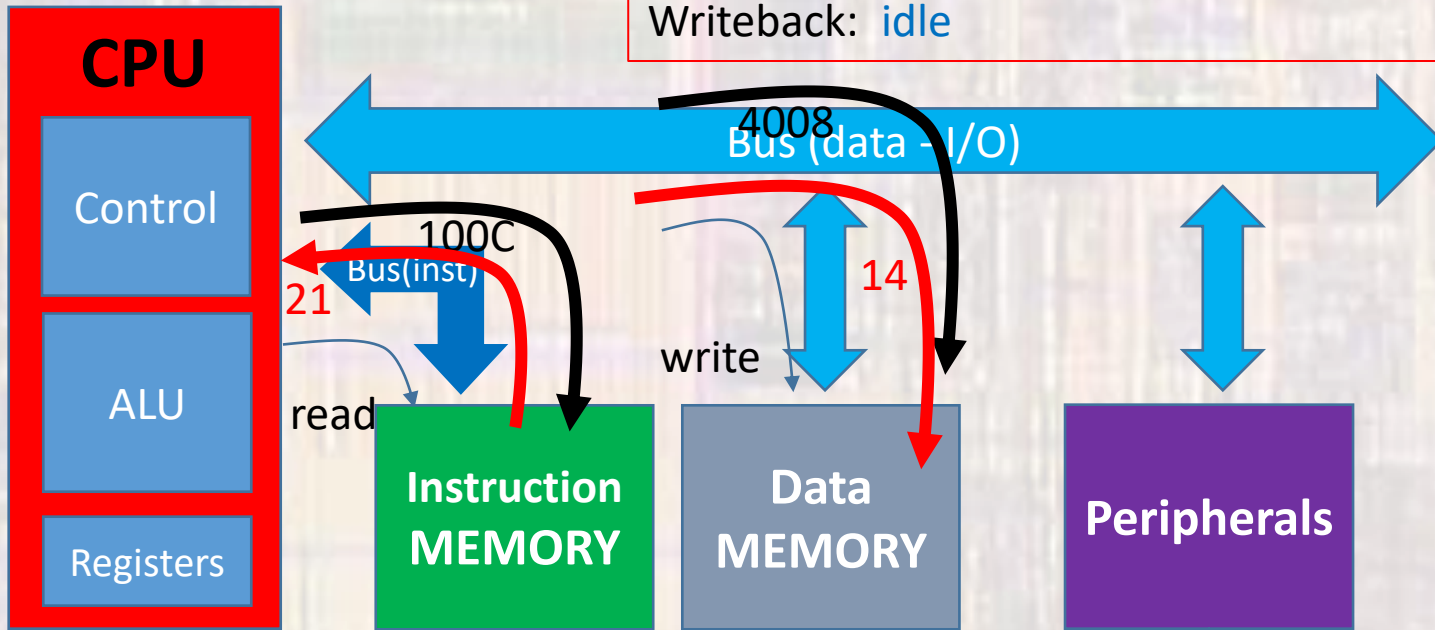 Writeback: idle
CPU
4008
Bus (data - I/O)
Control
100C
Bus(inst)
21
14
write
ALU
read
Instruction
MEMORY
Data
MEMORY
Peripherals
Registers